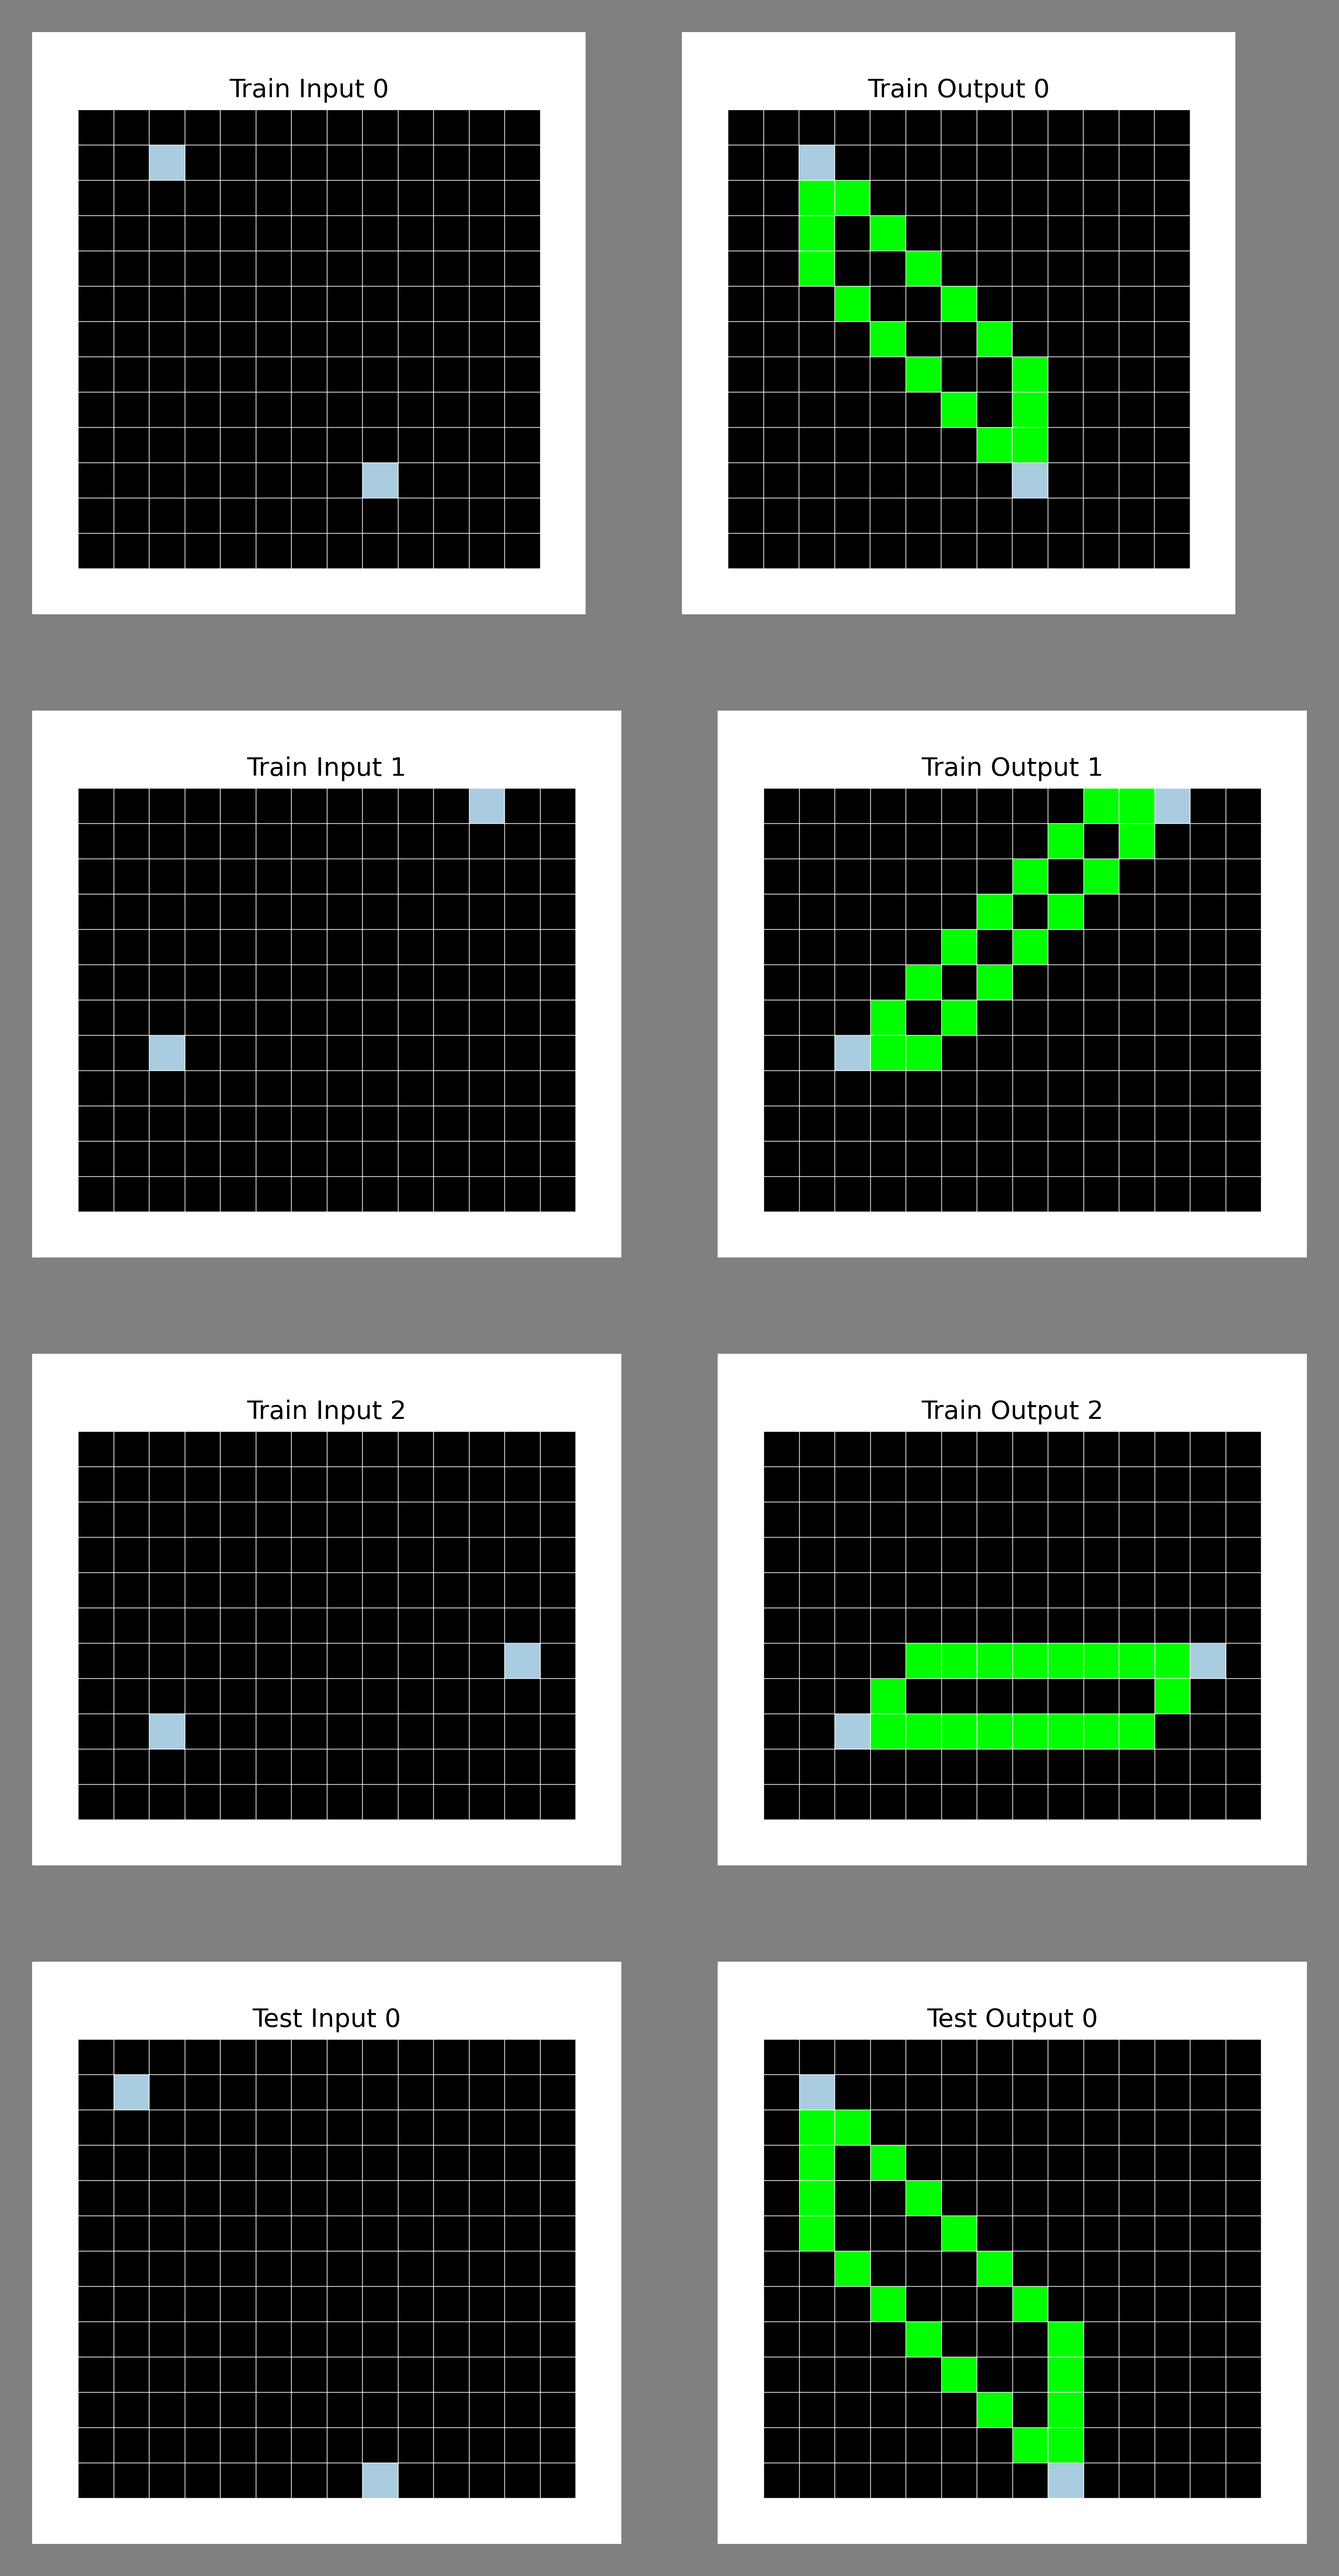 Train Input 0
Train Output 0
Train Input 1
Train Output 1
Train Input 2
Train Output 2
Test Input 0
Test Output 0